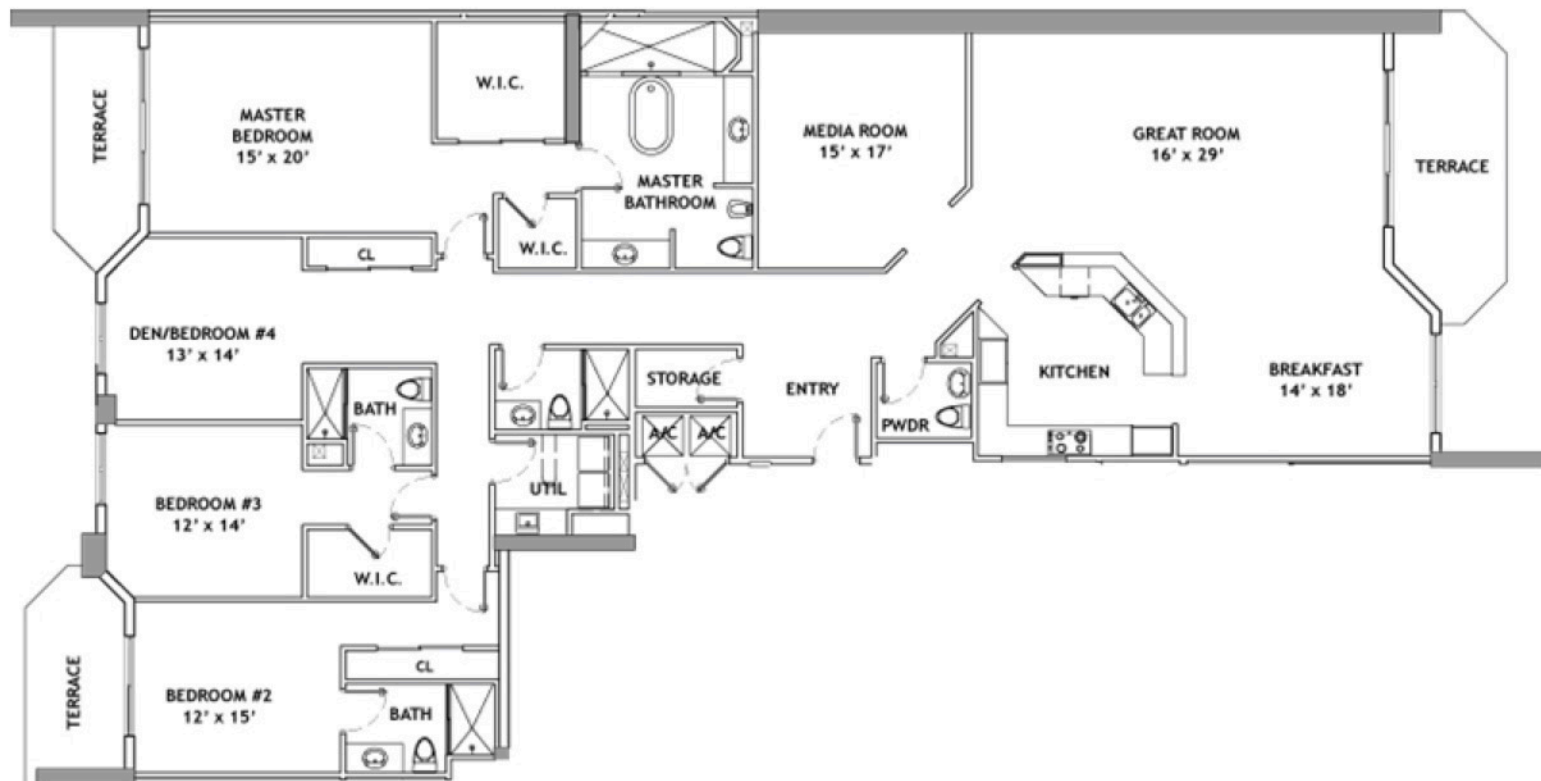 TERRACE
MASTER
BEDROOM
15' x 20'
W.I.C.
MASTER
BATHROOM
W.I.C.
MEDIA ROOM
15' x 17'
GREAT ROOM
16' x 29'
TERRACE
CL
DEN/BEDROOM #4
13' x 14'
BATH
STORAGE
ENTRY
PWDR
KITCHEN
BREAKFAST
14' x 18'
A/C
A/C
BEDROOM #3
12' x 14'
UTIL
W.I.C.
TERRACE
BEDROOM #2
12' x 15'
CL
BATH